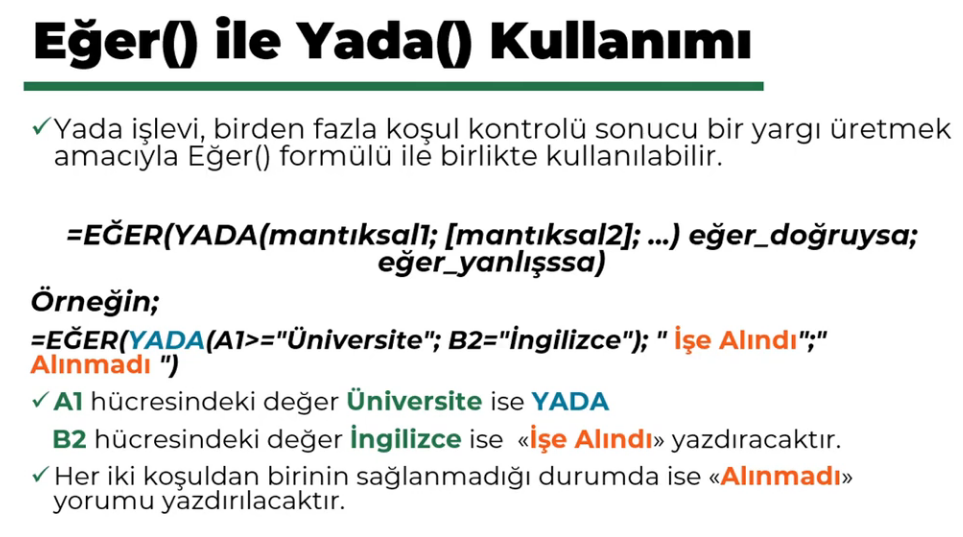 Eğer() ile Yada() Kullanımı
✓Yada işlevi, birden fazla koşul kontrolü sonucu bir yargı üretmek
amacıyla Eğer() formülü ile birlikte kullanılabilir.
=EĞER(YADA(mantıksal1; [mantıksal2]; ...) eğer_doğruysa;
eğer_yanlışssa)
Örneğin;
=EĞER(YADA(A1>="Üniversite"; B2="İngilizce"); " İşe Alındı";"
Alınmadı ")
✓A1 hücresindeki değer Üniversite ise YADA
B2 hücresindeki değer İngilizce ise «İşe Alındı» yazdıracaktır.
✓Her iki koşuldan birinin sağlanmadığı durumda ise «Alınmadı»
yorumu yazdırılacaktır.